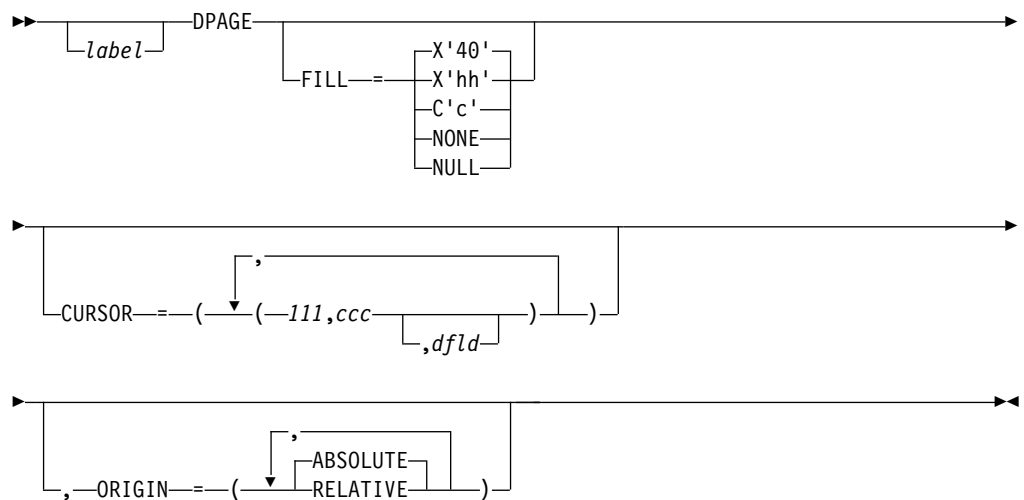 DPAGE
label
FILL = X'40'
X'hh'
C'c'
NONE
NULL
,
CURSOR = ( ( 111,ccc ) )
,dfld
,
, ORIGIN = ( ABSOLUTE
RELATIVE )